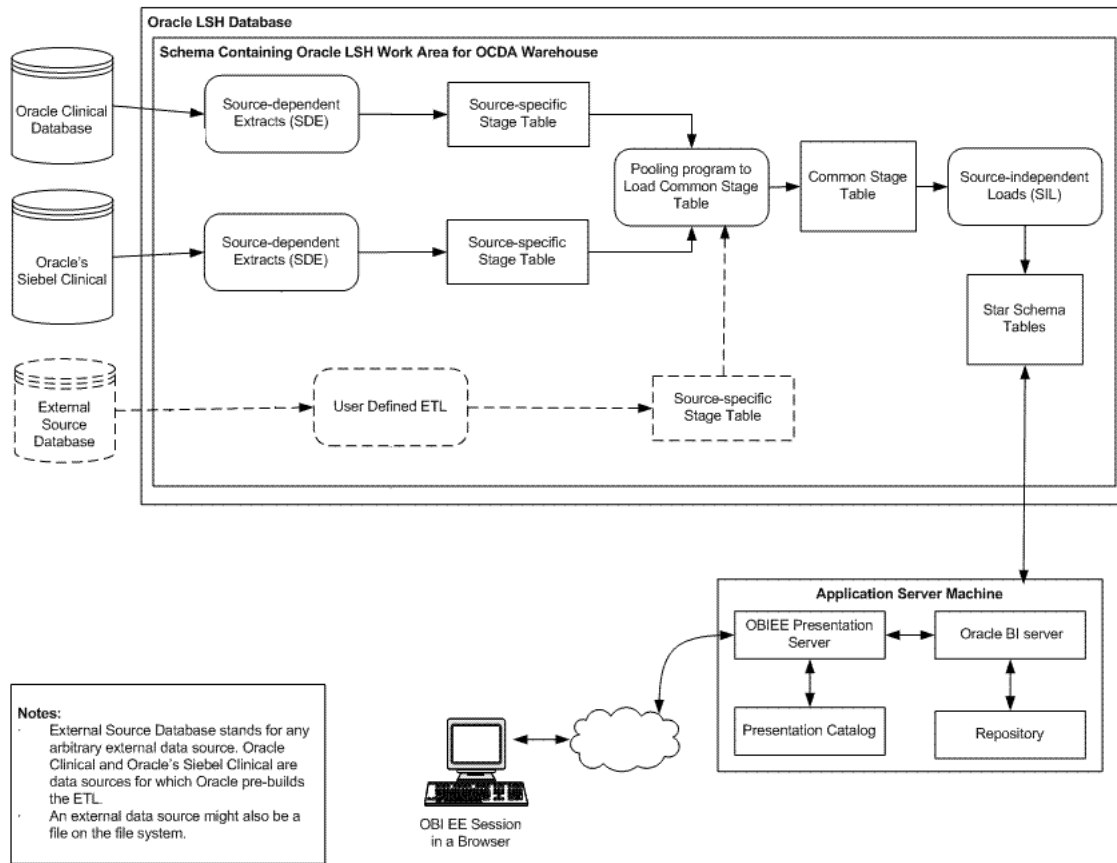 Oracle LSH Database
Schema Containing Oracle LSH Work Area for OCDA Warehouse
Oracle Clinical
Database
Source-dependent
Extracts (SDE)
Source-specific
Stage Table
Pooling program to
Load Common Stage
Table
Common Stage
Table
Source-independent
Loads (SIL)
Oracle's
Siebel Clinical
Source-dependent
Extracts (SDE)
Source-specific
Stage Table
Star Schema
Tables
External
Source
Database
User Defined ETL
Source-specific
Stage Table
Application Server Machine
OBIEE Presentation
Server
Oracle BI server
Presentation Catalog
Repository
OBI EE Session
in a Browser
Notes:
· External Source Database stands for any
arbitrary external data source. Oracle
Clinical and Oracle's Siebel Clinical are
data sources for which Oracle pre-builds
the ETL.
· An external data source might also be a
file on the file system.